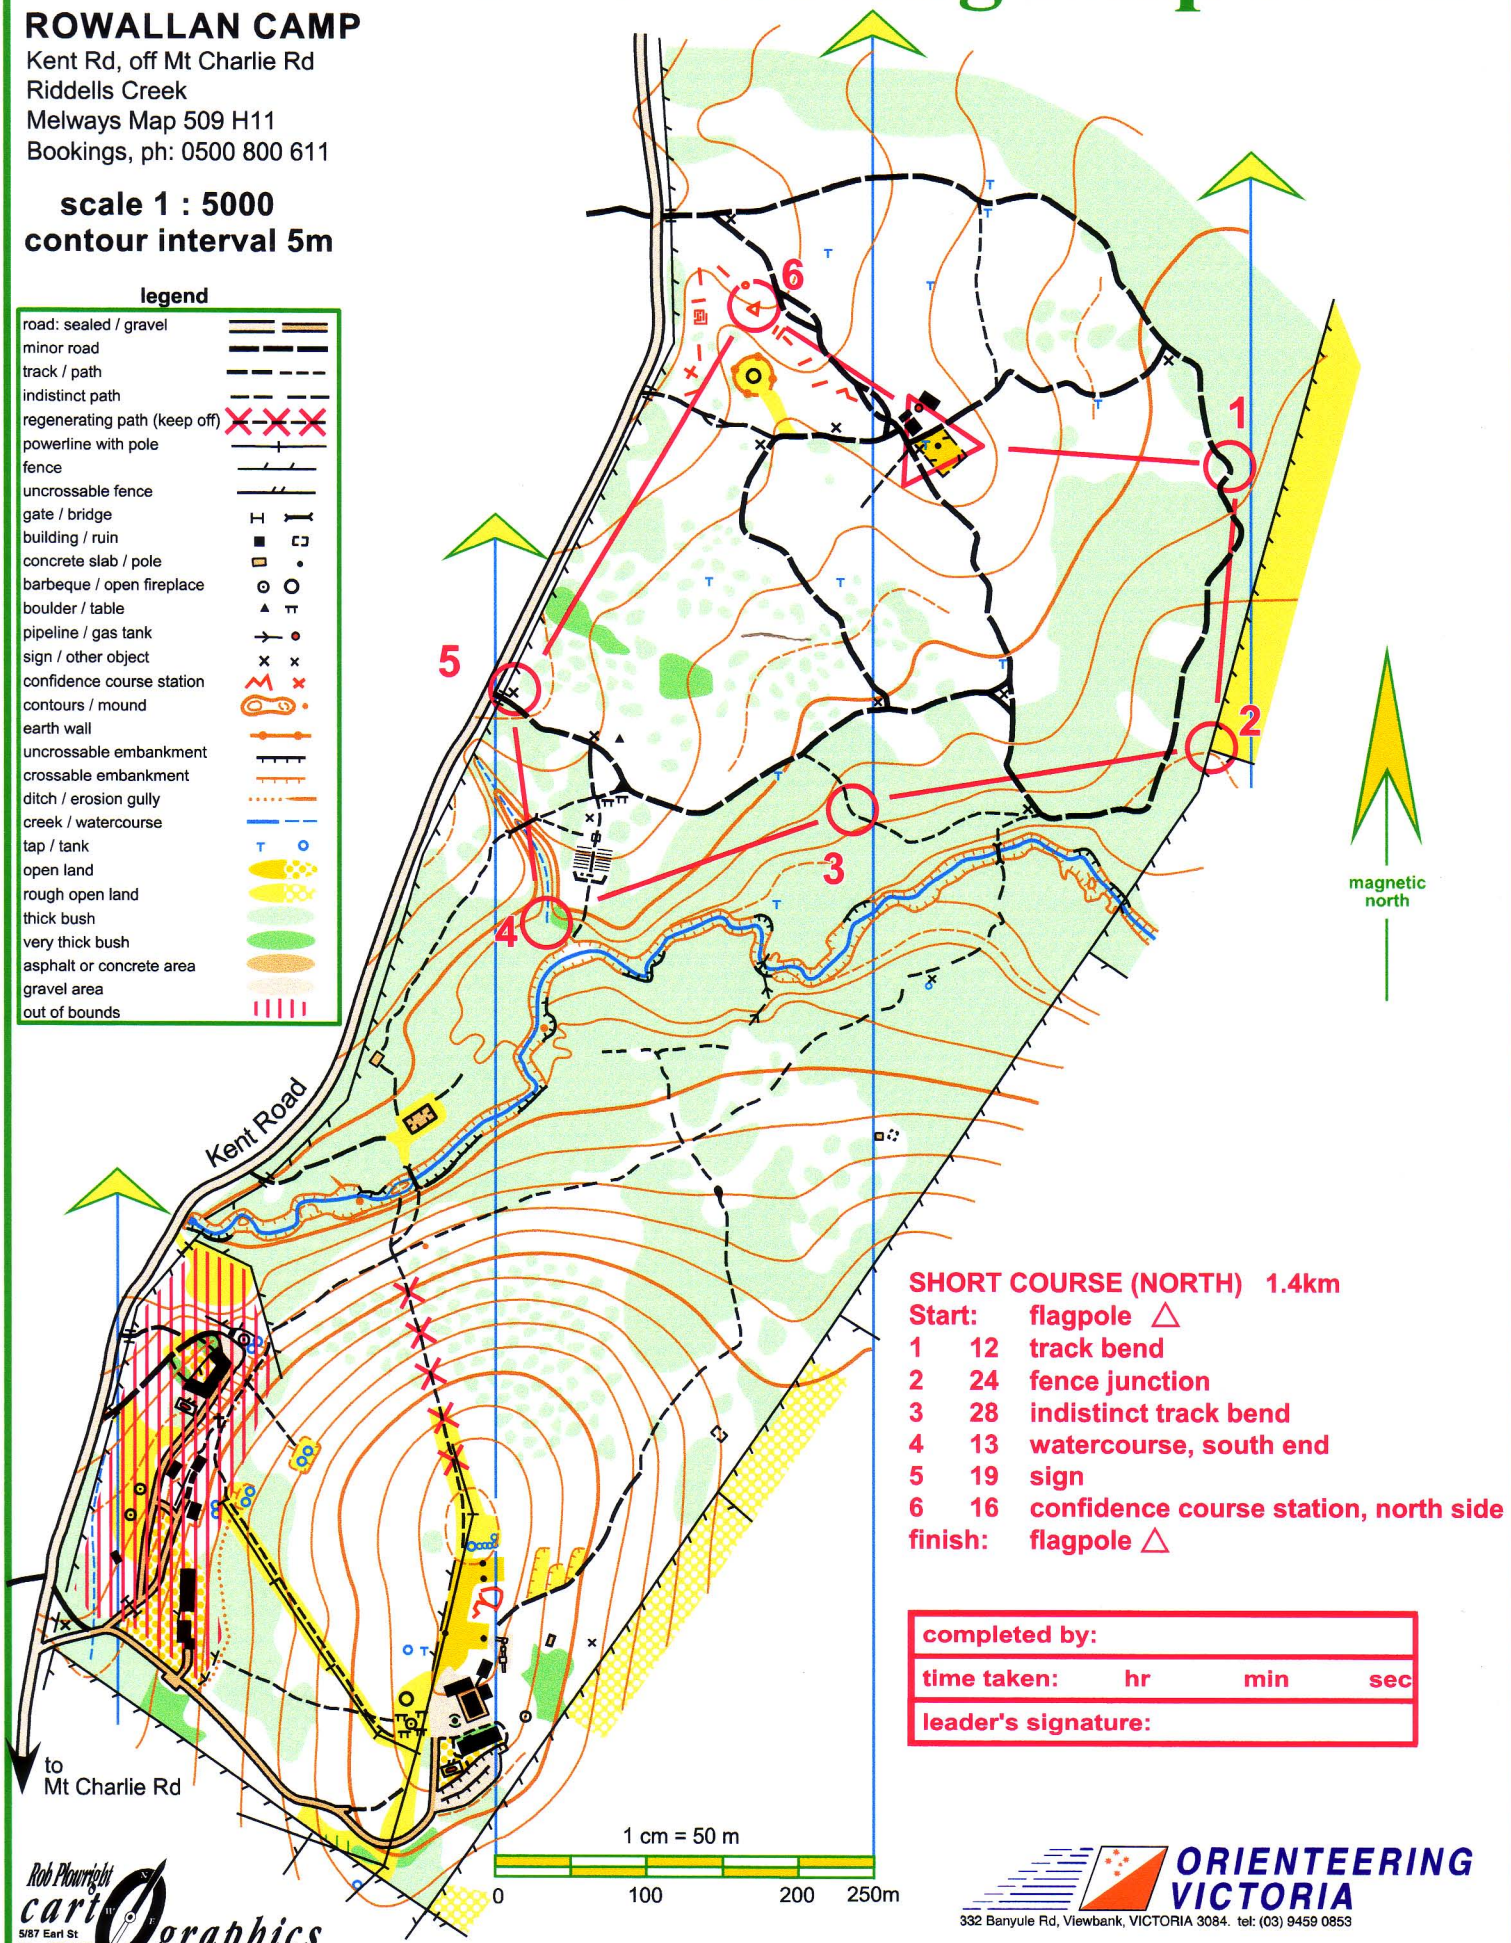 ROWALLAN CAMP
Kent Rd, off Mt Charlie Rd
Riddells Creek
Melways Map 509 H11
Bookings, ph: 0500 800 611
scale 1 : 5000
contour interval 5m
legend
road: sealed / gravel
minor road
track / path
indistinct path
regenerating path (keep off)
powerline with pole
fence
uncrossable fence
gate / bridge
building / ruin
concrete slab / pole
barbeque / open fireplace
boulder / table
pipeline / gas tank
sign / other object
confidence course station
contours / mound
earth wall
uncrossable embankment
crossable embankment
ditch / erosion gully
creek / watercourse
tap / tank
open land
rough open land
thick bush
very thick bush
asphalt or concrete area
gravel area
out of bounds
6
1
5
2
3
4
magnetic
north
Kent Road
SHORT COURSE (NORTH) 1.4km
Start: flagpole
1 12 track bend
2 24 fence junction
3 28 indistinct track bend
4 13 watercourse, south end
5 19 sign
6 16 confidence course station, north side
finish: flagpole
completed by:
time taken: hr min sec
leader's signature:
to
Mt Charlie Rd
1 cm = 50 m
0 100 200 250m
Rob Plowright
cart
graphics
5/87 Earl St
ORIENTEERING
VICTORIA
332 Banyule Rd, Viewbank, VICTORIA 3084. tel: (03) 9459 0853